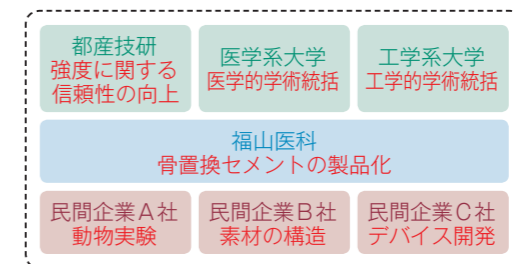 都産技研
強度に関する
信頼性の向上
医学系大学
医学的学術統括
工学系大学
工学的学術統括
福山医科
骨置換セメントの製品化
民間企業A社
動物実験
民間企業B社
素材の構造
民間企業C社
デバイス開発